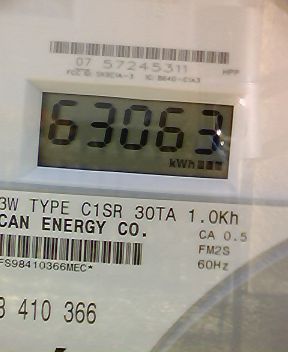 07 57245311 HPP
63063
kWh
3W TYPE C1SR 30TA 1.0Kh
CAN ENERGY CO. CA 0.5
FM2S
FS98410366MEC* 60Hz
410 366